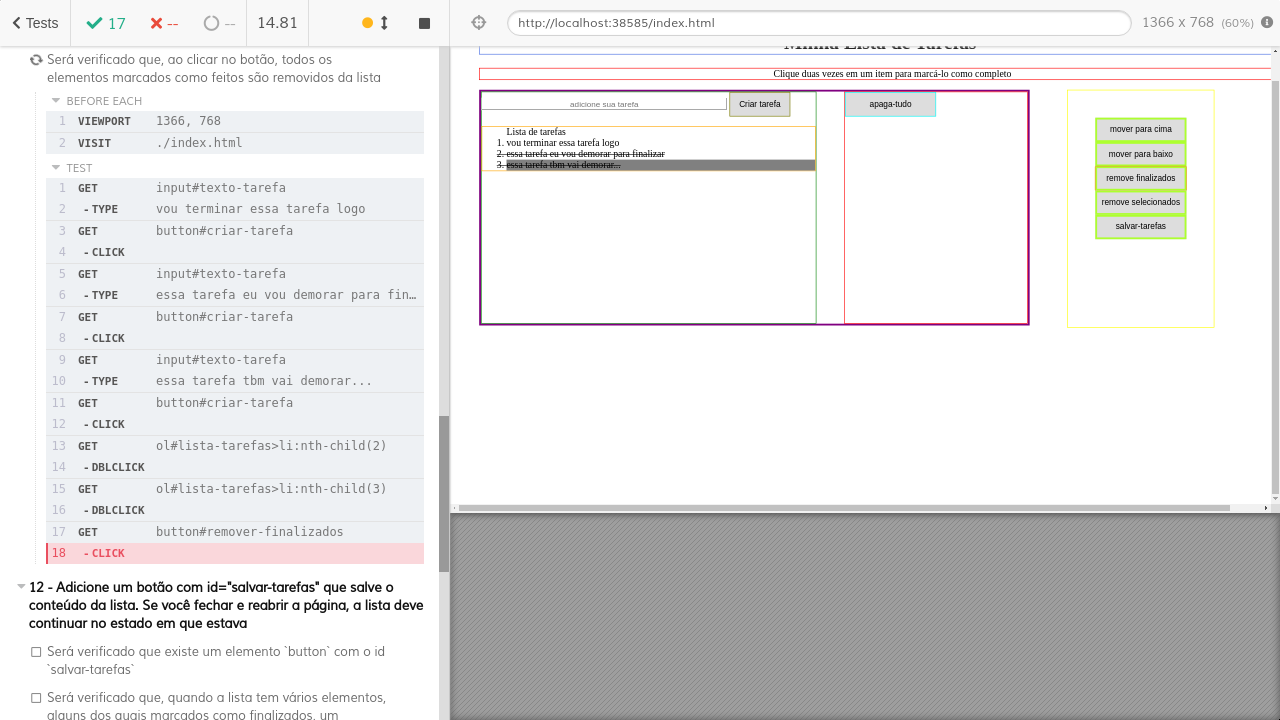 Tests
17
--
--
14.81
http://localhost:38585/index.html
1366 x 768 (60%)
Será verificado que, ao clicar no botão, todos os
elementos marcados como feitos são removidos da lista
BEFORE EACH
1 VIEWPORT 1366, 768
2 VISIT ./index.html
TEST
1 GET input#texto-tarefa
2 -TYPE vou terminar essa tarefa logo
3 GET button#criar-tarefa
4 -CLICK
5 GET input#texto-tarefa
6 -TYPE essa tarefa eu vou demorar para fin…
7 GET button#criar-tarefa
8 -CLICK
9 GET input#texto-tarefa
10 -TYPE essa tarefa tbm vai demorar...
11 GET button#criar-tarefa
12 -CLICK
13 GET ol#lista-tarefas>li:nth-child(2)
14 -DBLCLICK
15 GET ol#lista-tarefas>li:nth-child(3)
16 -DBLCLICK
17 GET button#remover-finalizados
18 -CLICK
12 - Adicione um botão com id="salvar-tarefas" que salve o
conteúdo da lista. Se você fechar e reabrir a página, a lista deve
continuar no estado em que estava
Será verificado que existe um elemento `button` com o id
`salvar-tarefas`
Será verificado que, quando a lista tem vários elementos,
alguns dos quais marcados como finalizados, um
Minha Lista de Tarefas
Clique duas vezes em um item para marcá-lo como completo
adicione sua tarefa
Criar tarefa
apaga-tudo
Lista de tarefas
1. vou terminar essa tarefa logo
2. essa tarefa eu vou demorar para finalizar
3. essa tarefa tbm vai demorar...
mover para cima
mover para baixo
remove finalizados
remove selecionados
salvar-tarefas